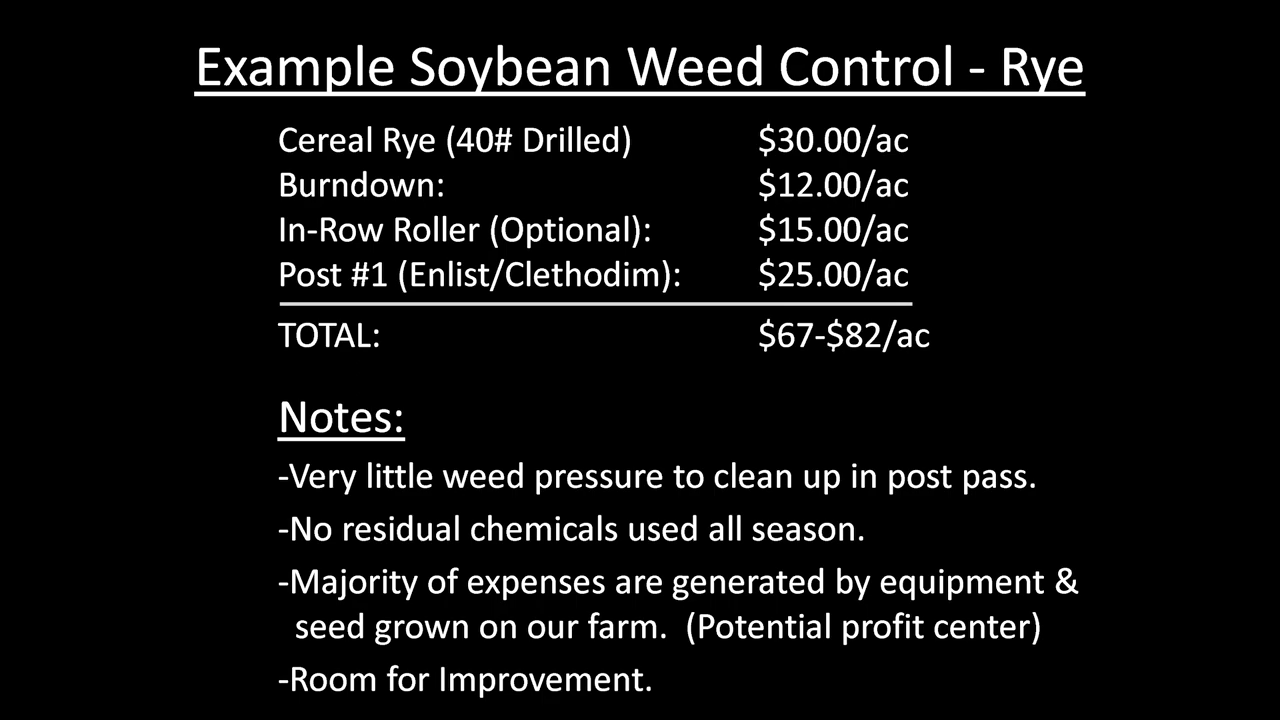 Example Soybean Weed Control - Rye
Cereal Rye (40# Drilled) $30.00/ac
Burndown: $12.00/ac
In-Row Roller (Optional): $15.00/ac
Post #1 (Enlist/Clethodim): $25.00/ac
TOTAL: $67-$82/ac
Notes:
-Very little weed pressure to clean up in post pass.
-No residual chemicals used all season.
-Majority of expenses are generated by equipment &
seed grown on our farm.  (Potential profit center)
-Room for Improvement.